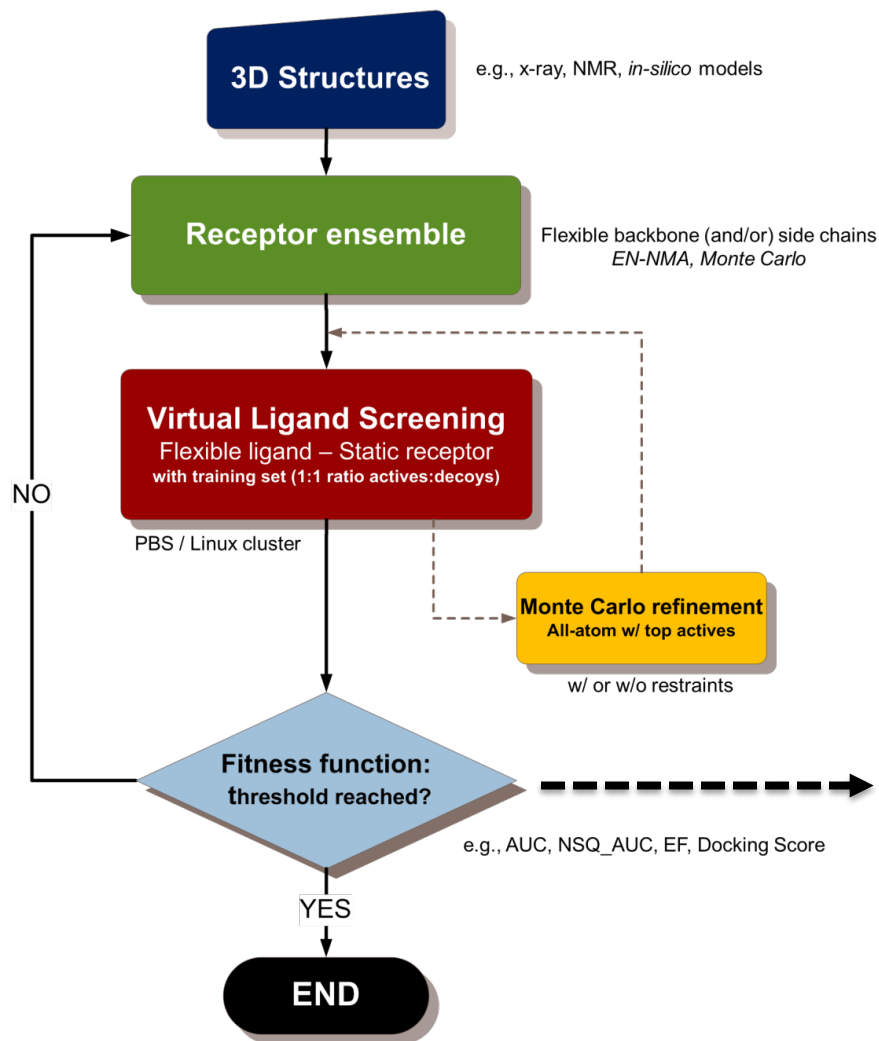 3D Structures
e.g., x-ray, NMR, in-silico models
Receptor ensemble
Flexible backbone (and/or) side chains
EN-NMA, Monte Carlo
Virtual Ligand Screening
Flexible ligand – Static receptor
with training set (1:1 ratio actives:decoys)
NO
PBS / Linux cluster
Monte Carlo refinement
All-atom w/ top actives
w/ or w/o restraints
Fitness function:
threshold reached?
e.g., AUC, NSQ_AUC, EF, Docking Score
YES
END